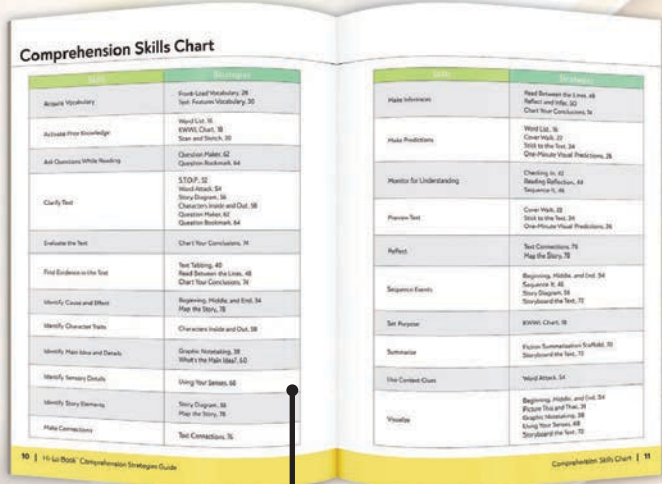 Comprehension Skills Chart
Skills Strategies
Acquire Vocabulary
Front-Load Vocabulary, 28
Text Features Vocabulary, 30
Activate Prior Knowledge
Word List, 16
KWWL Chart, 18
Scan and Sketch, 20
Ask Questions While Reading
Question Maker, 62
Question Bookmark, 64
Clarify Text
S.T.O.P., 52
Word Attack, 54
Story Diagram, 56
Characters Inside and Out, 58
Question Maker, 62
Question Bookmark, 64
Evaluate the Text
Chart Your Conclusions, 74
Find Evidence in the Text
Text Tabbing, 40
Read Between the Lines, 48
Chart Your Conclusions, 74
Identify Cause and Effect
Beginning, Middle, and End, 34
Map the Story, 78
Identify Character Traits
Characters Inside and Out, 58
Identify Main Idea and Details
Graphic Notetaking, 38
What's the Main Idea?, 60
Identify Sensory Details
Using Your Senses, 68
Identify Story Elements
Story Diagram, 56
Map the Story, 78
Make Connections
Text Connections, 76
10 | Hi-Lo Book Comprehension Strategies Guide
Skills Strategies
Make Inferences
Read Between the Lines, 48
Reflect and Infer, 50
Chart Your Conclusions, 74
Make Predictions
Word List, 16
Cover Walk, 22
Stick to the Text, 24
One-Minute Visual Predictions, 26
Monitor for Understanding
Checking In, 42
Reading Reflection, 44
Sequence It, 46
Preview Text
Cover Walk, 22
Stick to the Text, 24
One-Minute Visual Predictions, 26
Reflect
Text Connections, 76
Map the Story, 78
Sequence Events
Beginning, Middle, and End, 34
Sequence It, 46
Story Diagram, 56
Storyboard the Text, 72
Set Purpose
KWWL Chart, 18
Summarize
Fiction Summarization Scaffold, 70
Storyboard the Text, 72
Use Context Clues
Word Attack, 54
Visualize
Beginning, Middle, and End, 34
Picture This and That,
Graphic Notetaking, 38
Using Your Senses, 68
Storyboard the Text, 72
Comprehension Skills Chart | 11